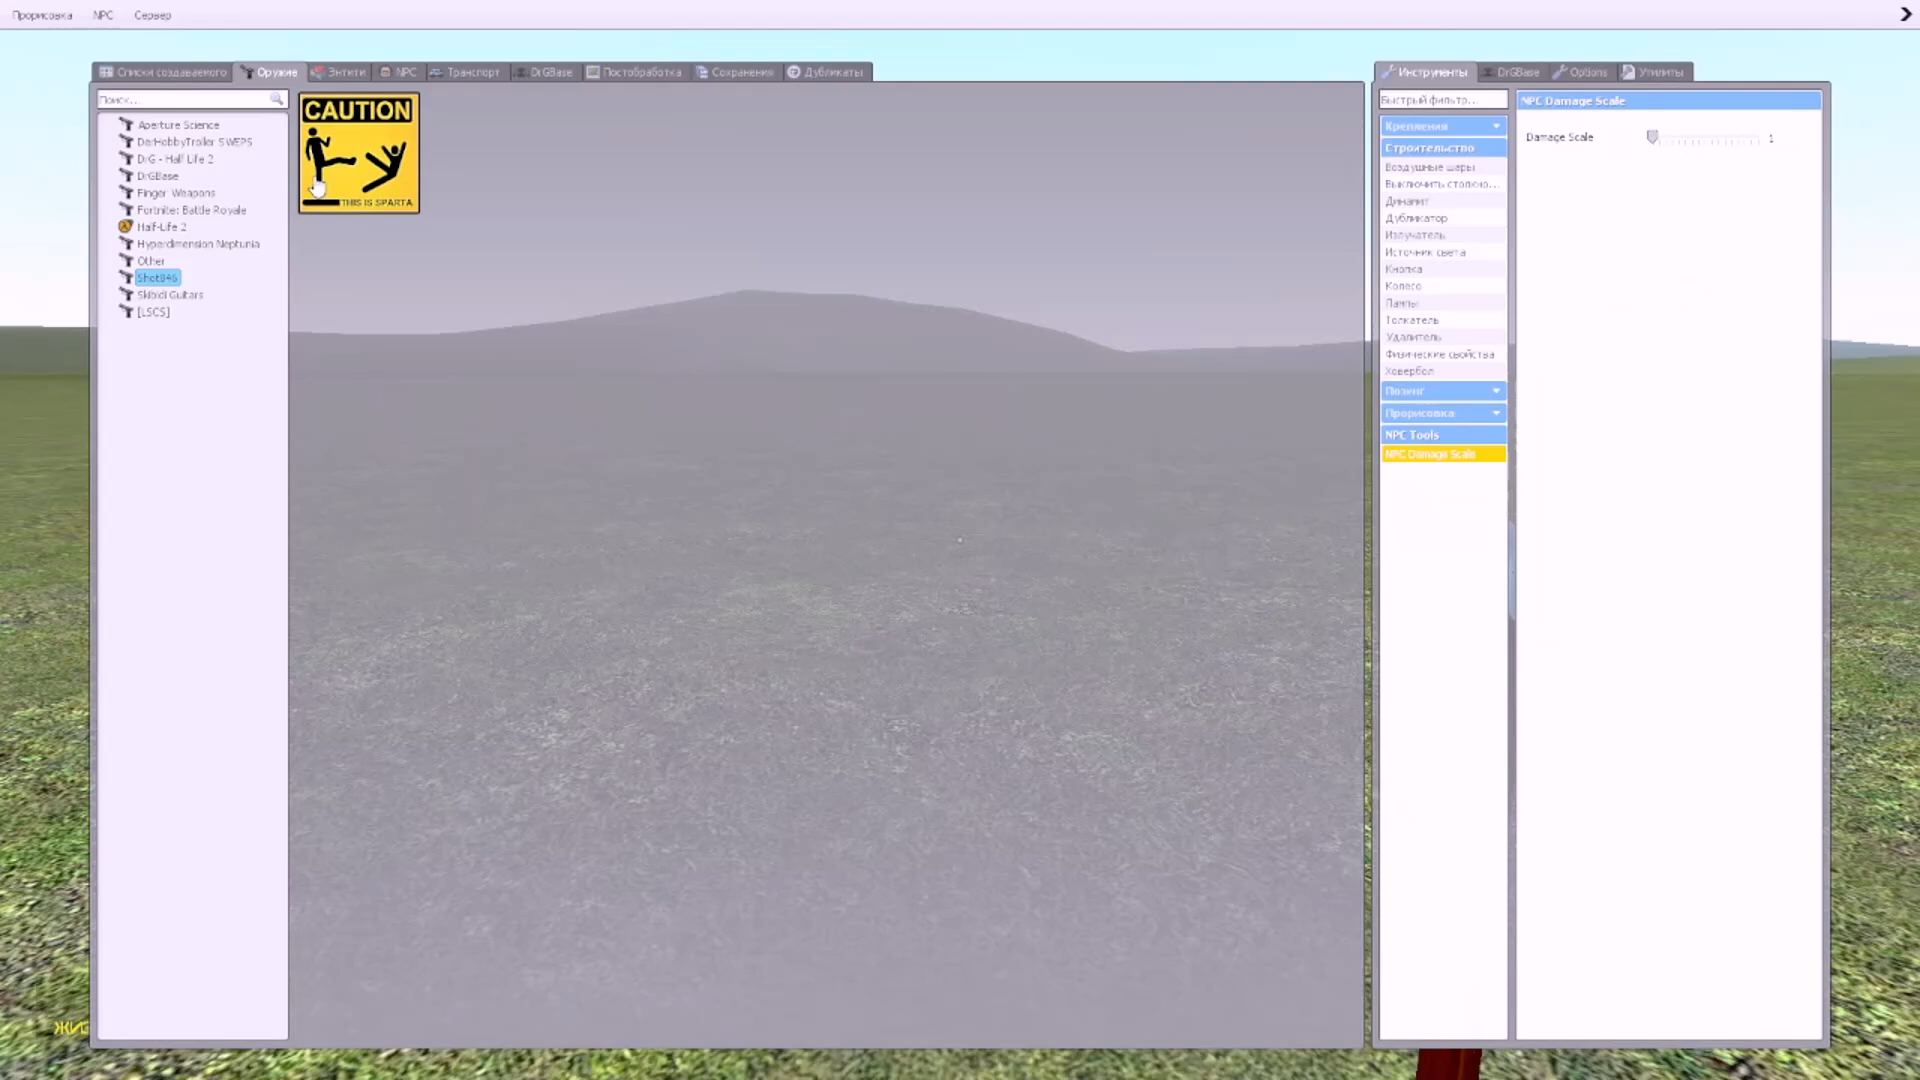 Прорисовка NPC Сервер
Списки создаваемого Оружие Энтити NPC Транспорт DrGBase Постобработка Сохранения Дубликаты
Поиск...
Aperture Science
DerHobbyTroller SWEPS
DrG - Half Life 2
DrGBase
Finger Weapons
Fortnite: Battle Royale
Half-Life 2
Hyperdimension Neptunia
Other
Shot846
Skibidi Guitars
[LSCS]
CAUTION
THIS IS SPARTA
Инструменты DrGBase Options Утилиты
Быстрый фильтр...
Крепления
Строительство
Воздушные шары
Выключить столкно...
Динамит
Дубликатор
Излучатель
Источник света
Кнопка
Колесо
Лампы
Толкатель
Удалитель
Физические свойства
Ховербол
Позинг
Прорисовка
NPC Tools
NPC Damage Scale
NPC Damage Scale
Damage Scale 1